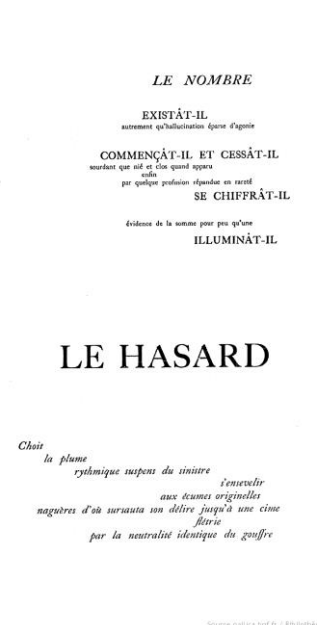 LE NOMBRE
EXISTÂT-IL
autrement qu'hallucination éparse d'agonie
COMMENÇÂT-IL ET CESSÂT-IL
sourdant que nié et clos quand apparu
enfin
par quelque profusion répandue en rareté
SE CHIFFRÂT-IL
évidence de la somme pour peu qu'une
ILLUMINÂT-IL
LE HASARD
Choit
la plume
rythmique suspens du sinistre
s'ensevelir
aux écumes originelles
naguères d'où sursauta son délire jusqu'à une cime
flétrie
par la neutralité identique du gouffre